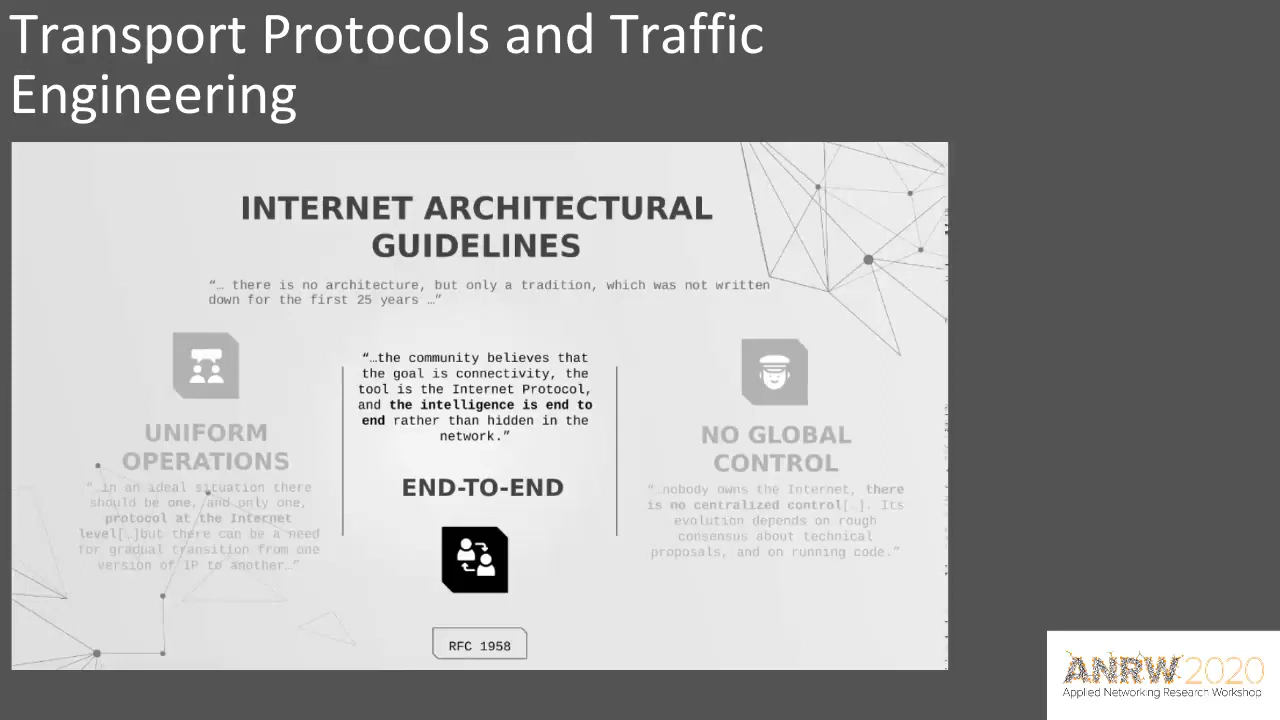 Transport Protocols and Traffic
Engineering
INTERNET ARCHITECTURAL
GUIDELINES
“… there is no architecture, but only a tradition, which was not written
down for the first 25 years …”
UNIFORM
OPERATIONS
“…in an ideal situation there
should be one, and only one,
protocol at the Internet
level[…]but there can be a need
for gradual transition from one
version of IP to another…”
“…the community believes that
the goal is connectivity, the
tool is the Internet Protocol,
and the intelligence is end to
end rather than hidden in the
network.”
END-TO-END
RFC 1958
NO GLOBAL
CONTROL
“…nobody owns the Internet, there
is no centralized control[…]. Its
evolution depends on rough
consensus about technical
proposals, and on running code.”
ANRW2020
Applied Networking Research Workshop